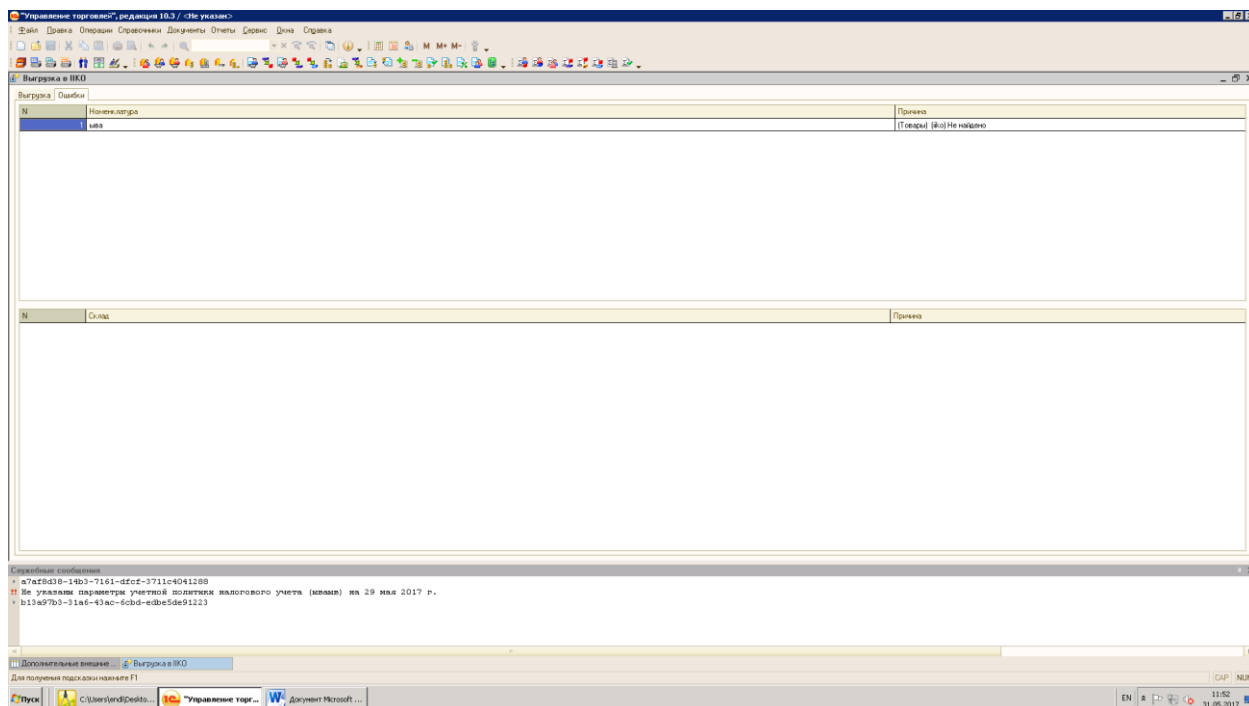 "Управление торговлей", редакция 10.3 / <Не указан>
Файл Правка Операции Справочники Документы Отчеты Сервис Окна Справка
M M+ M-
Выгрузка в IIKO
Выгрузка Ошибки
N Номенклатура Причина
1 ыва (Товары) (iiko) Не найдено
N Склад Причина
Служебные сообщения
a7af8d38-14b3-7161-dfcf-3711c4041288
!! Не указаны параметры учетной политики налогового учета (мвамв) на 29 мая 2017 г.
b13a97b3-31a6-43ac-6cbd-edbe5de91223
Дополнительные внешние ... Выгрузка в IIKO
Для получения подсказки нажмите F1 CAP NUM
Пуск C:\Users\endi\Deskto... "Управление торг... Документ Microsoft ... EN 11:52
31.05.2017